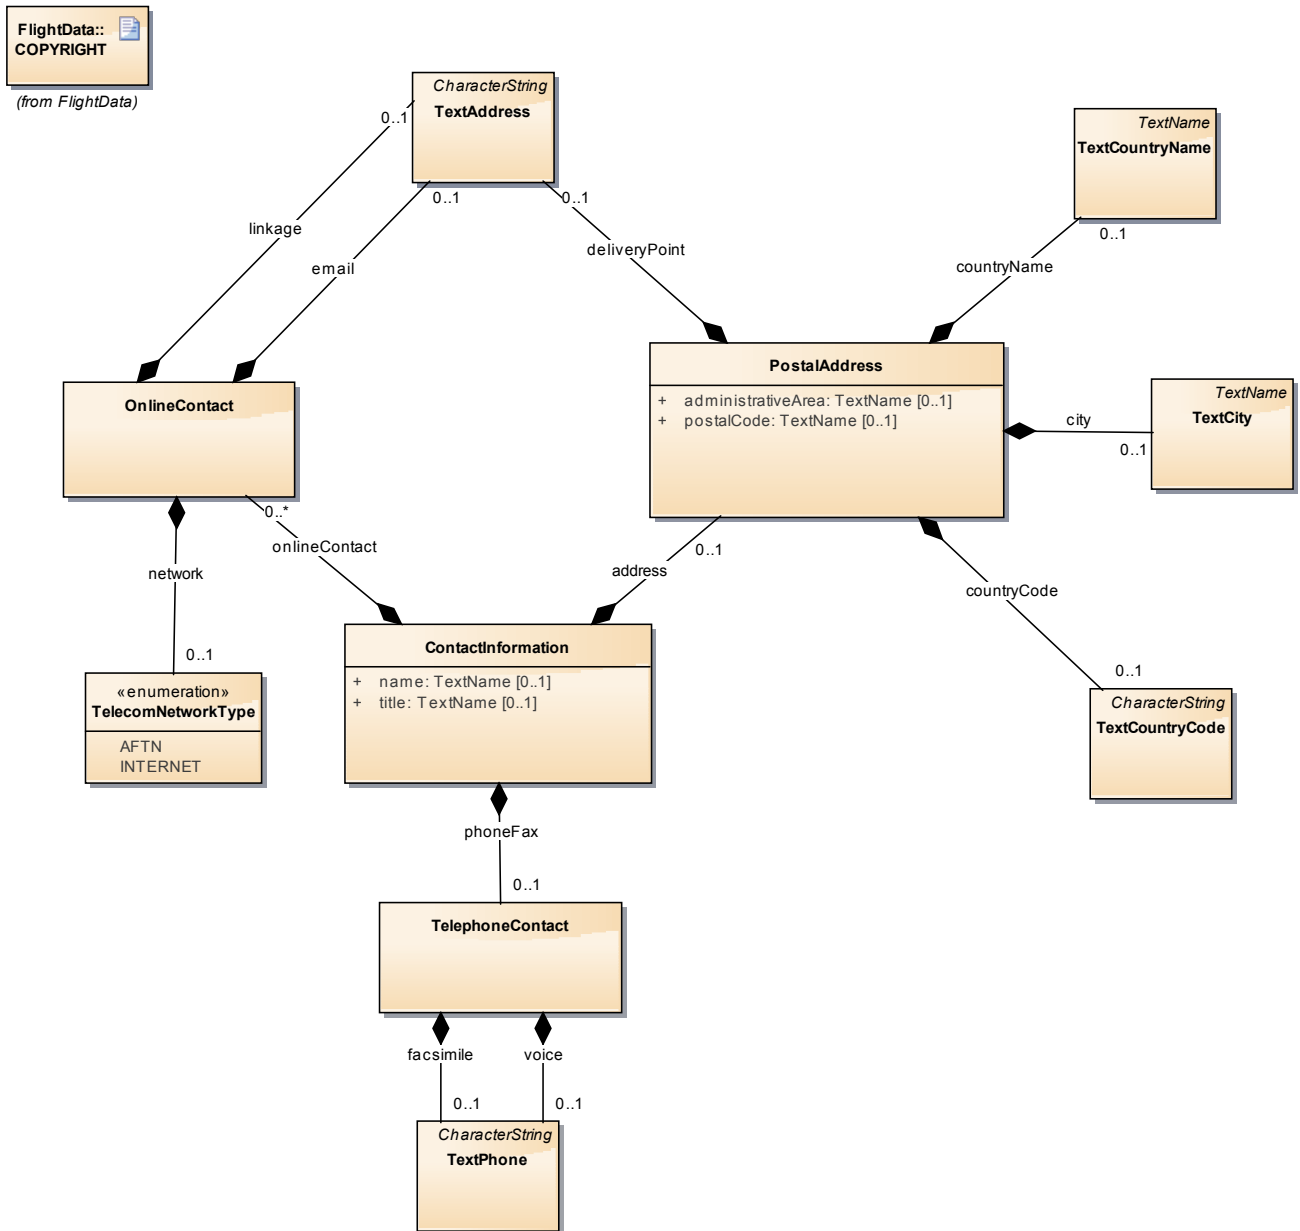 FlightData::
COPYRIGHT
(from FlightData)
CharacterString
TextAddress
0..1
0..1
0..1
linkage
email
deliveryPoint
TextName
TextCountryName
0..1
countryName
OnlineContact
PostalAddress
+ administrativeArea: TextName [0..1]
+ postalCode: TextName [0..1]
city
0..1
TextName
TextCity
0..*
onlineContact
network
0..1
0..1
address
countryCode
0..1
«enumeration»
TelecomNetworkType
AFTN
INTERNET
ContactInformation
+ name: TextName [0..1]
+ title: TextName [0..1]
CharacterString
TextCountryCode
phoneFax
0..1
TelephoneContact
facsimile
voice
0..1
0..1
CharacterString
TextPhone